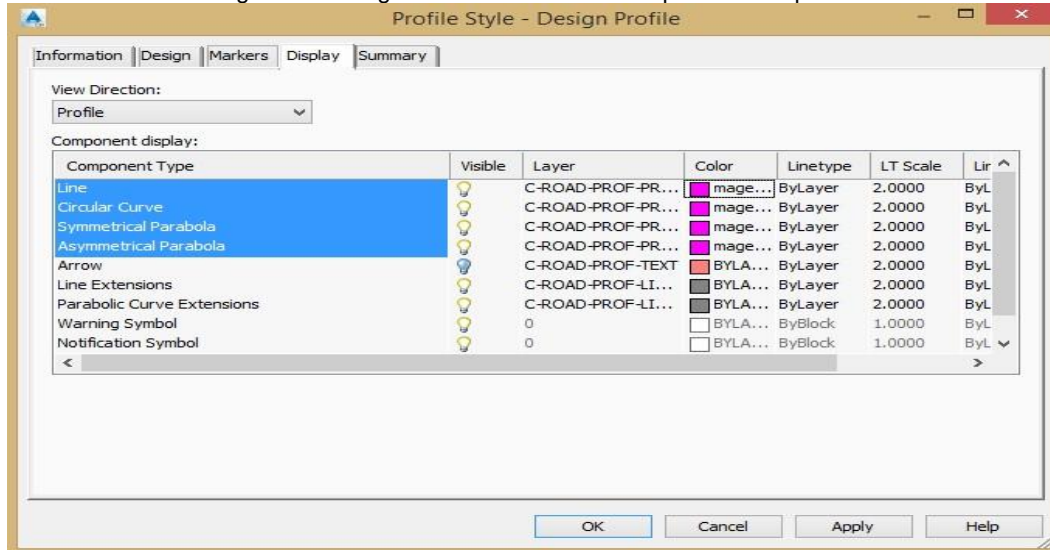 Profile Style - Design Profile
Information Design Markers Display Summary
View Direction:
Profile
Component display:
Component Type Visible Layer Color Linetype LT Scale Lir
Line C-ROAD-PROF-PR... mage... ByLayer 2.0000 ByL
Circular Curve C-ROAD-PROF-PR... mage... ByLayer 2.0000 ByL
Symmetrical Parabola C-ROAD-PROF-PR... mage... ByLayer 2.0000 ByL
Asymmetrical Parabola C-ROAD-PROF-PR... mage... ByLayer 2.0000 ByL
Arrow C-ROAD-PROF-TEXT BYLA... ByLayer 2.0000 ByL
Line Extensions C-ROAD-PROF-LI... BYLA... ByLayer 2.0000 ByL
Parabolic Curve Extensions C-ROAD-PROF-LI... BYLA... ByLayer 2.0000 ByL
Warning Symbol 0 BYLA... ByBlock 1.0000 ByL
Notification Symbol 0 BYLA... ByBlock 1.0000 ByL
OK Cancel Apply Help